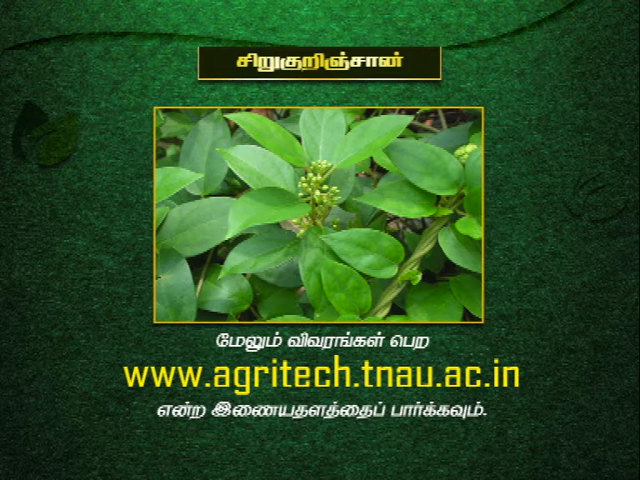 சிறுகுறிஞ்சான்
மேலும் விவரங்கள் பெற
www.agritech.tnau.ac.in
என்ற இணையதளத்தைப் பார்க்கவும்.